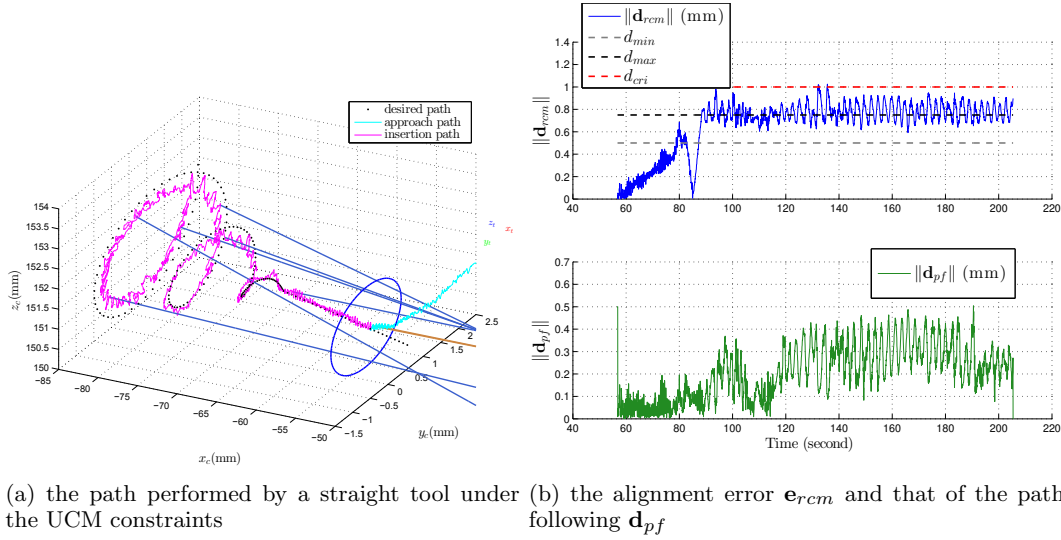 desired path
approach path
insertion path
154
153.5
153
152.5
152
151.5
151
150.5
150
z_c(mm)
−85
−80
−75
−70
−65
−60
−55
−50
x_c(mm)
−1.5
−1
−0.5
0
0.5
1
1.5
2
2.5
y_c(mm)
z_t
x_t
y_t
(a) the path performed by a straight tool under
the UCM constraints
‖d_rcm‖ (mm)
d_min
d_max
d_cri
‖d_rcm‖
1.4
1.2
1
0.8
0.6
0.4
0.2
0
40 60 80 100 120 140 160 180 200 220
‖d_pf‖ (mm)
‖d_pf‖
0.7
0.6
0.5
0.4
0.3
0.2
0.1
0
40 60 80 100 120 140 160 180 200 220
Time (second)
(b) the alignment error e_rcm and that of the path
following d_pf